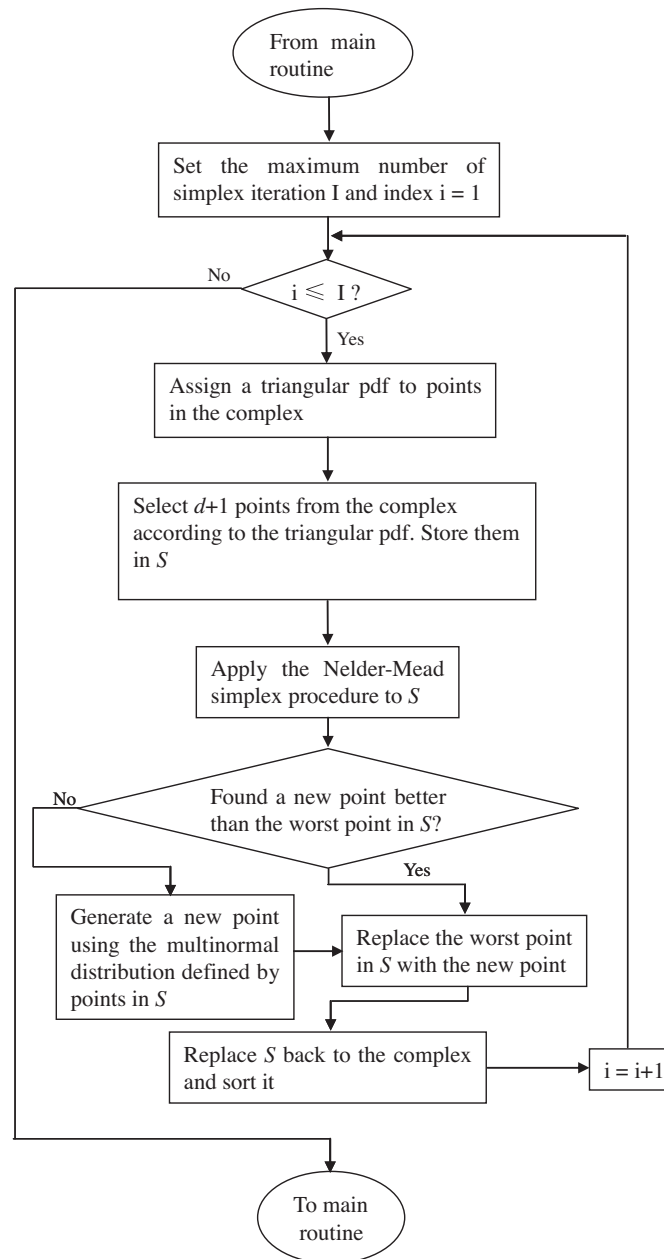 From main
routine
Set the maximum number of
simplex iteration I and index i = 1
No
i ⩽ I ?
Yes
Assign a triangular pdf to points
in the complex
Select d+1 points from the complex
according to the triangular pdf. Store them
in S
Apply the Nelder-Mead
simplex procedure to S
No
Found a new point better
than the worst point in S?
Yes
Generate a new point
using the multinormal
distribution defined by
points in S
Replace the worst point
in S with the new point
Replace S back to the complex
and sort it
i = i+1
To main
routine